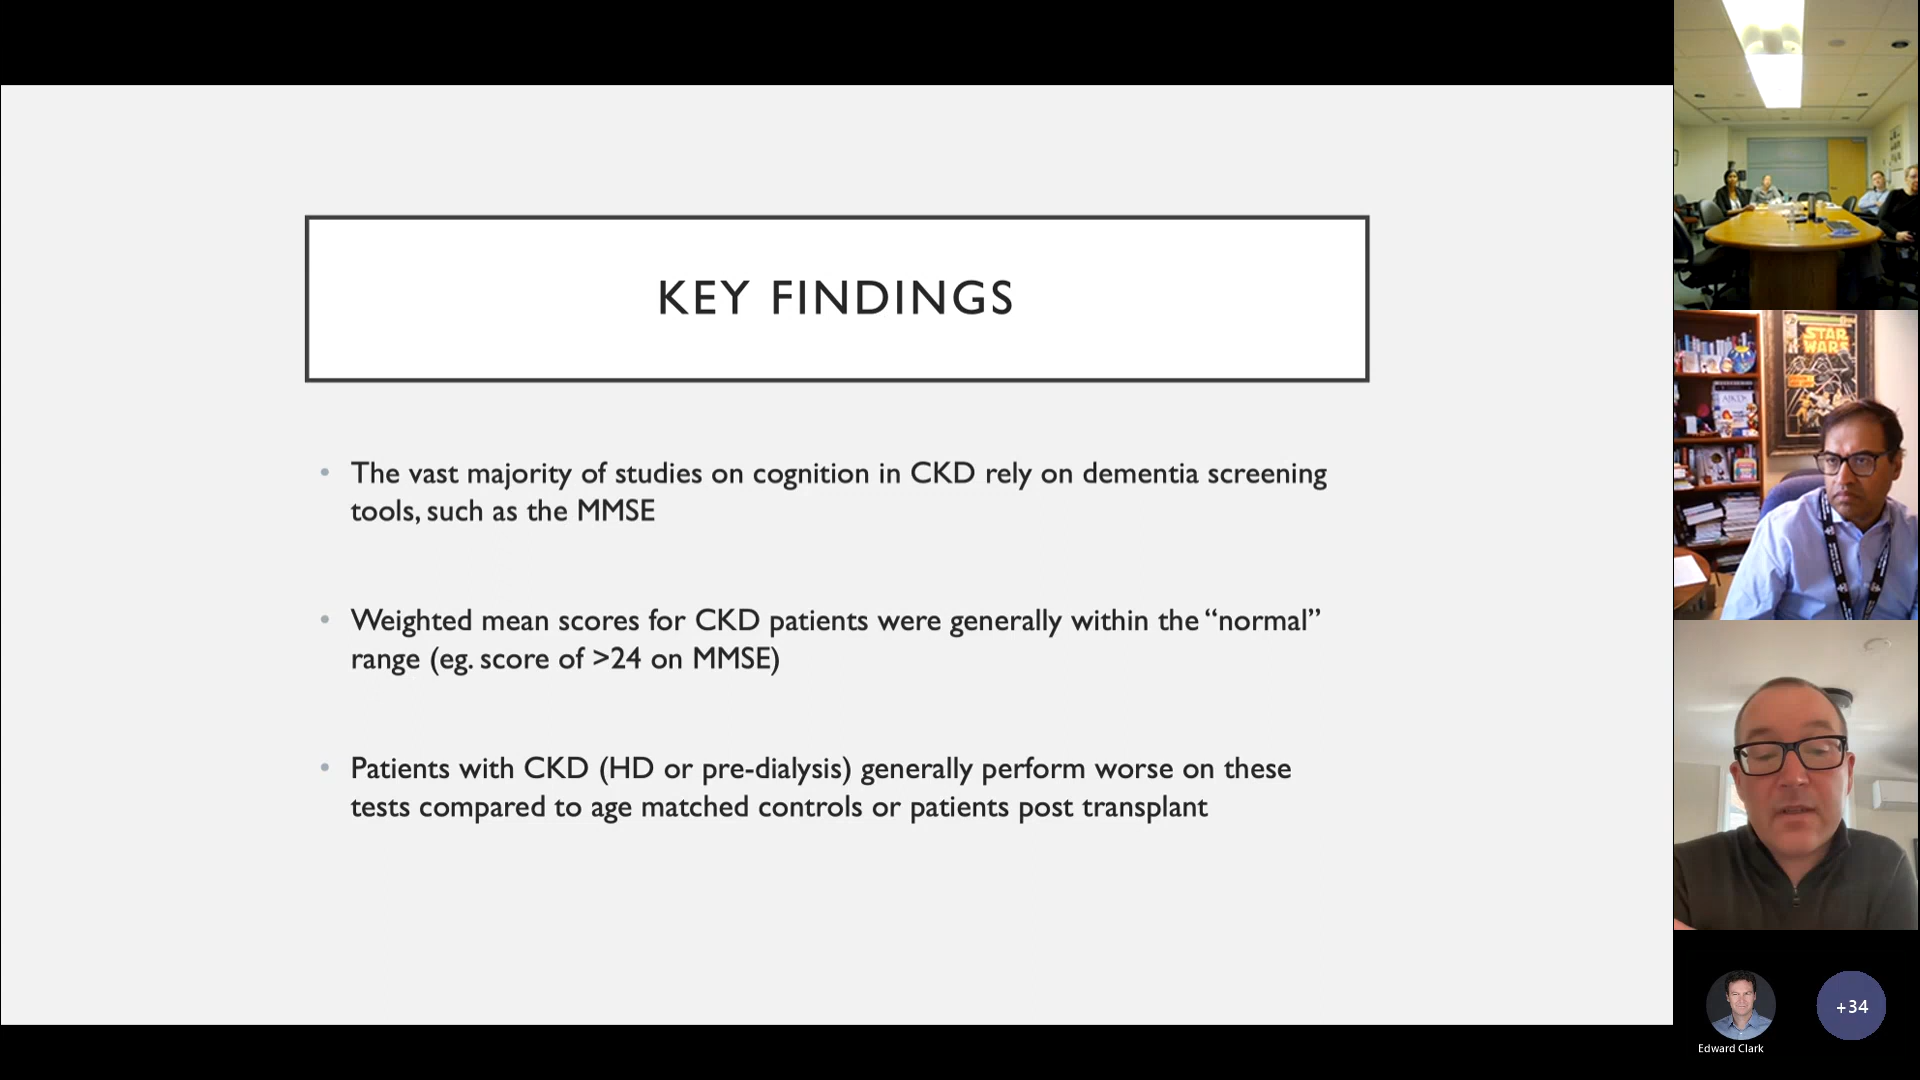 KEY FINDINGS
• The vast majority of studies on cognition in CKD rely on dementia screening
tools, such as the MMSE
• Weighted mean scores for CKD patients were generally within the “normal”
range (eg. score of >24 on MMSE)
• Patients with CKD (HD or pre-dialysis) generally perform worse on these
tests compared to age matched controls or patients post transplant
STAR
WARS
AJKD
+34
Edward Clark